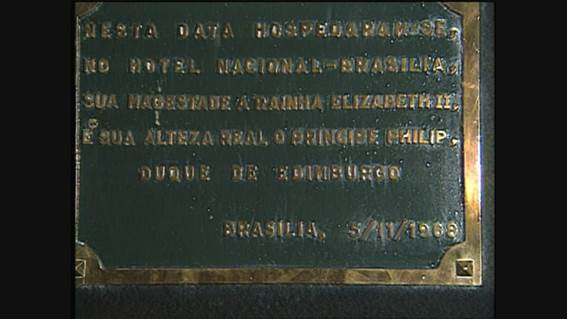 NESTA DATA HOSPEDARAM-SE,
NO HOTEL NACIONAL-BRASILIA,
SUA MAGESTADE A RAINHA ELIZABETH II,
E SUA ALTEZA REAL O PRINCIPE PHILIP,
DUQUE DE EDIMBURGO
BRASILIA, 5/11/1968